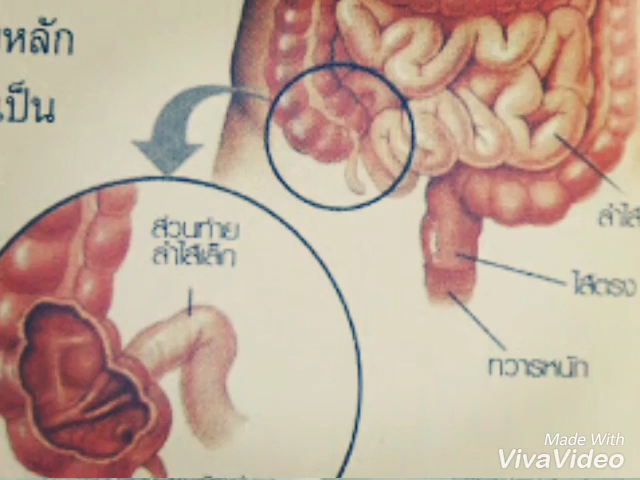 หลัก
เป็น
ส่วนท้าย
ลำไส้เล็ก
ลำไส้
ไส้ตรง
ทวารหนัก
Made With
VivaVideo